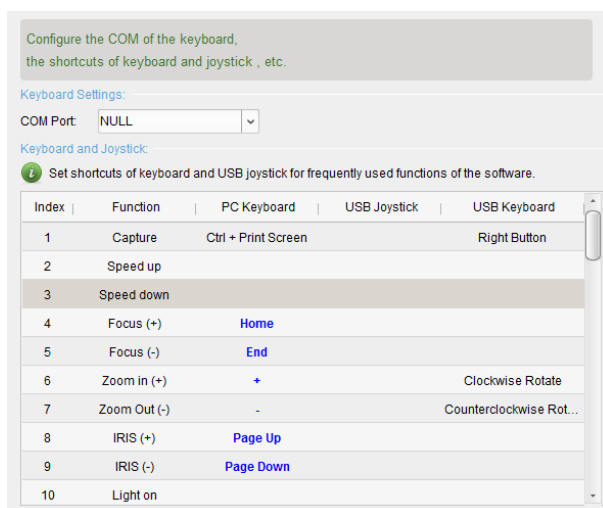 Configure the COM of the keyboard,
the shortcuts of keyboard and joystick , etc.
Keyboard Settings:
COM Port: NULL
Keyboard and Joystick:
Set shortcuts of keyboard and USB joystick for frequently used functions of the software.
Index Function PC Keyboard USB Joystick USB Keyboard
1 Capture Ctrl + Print Screen Right Button
2 Speed up
3 Speed down
4 Focus (+) Home
5 Focus (-) End
6 Zoom in (+) + Clockwise Rotate
7 Zoom Out (-) - Counterclockwise Rot...
8 IRIS (+) Page Up
9 IRIS (-) Page Down
10 Light on